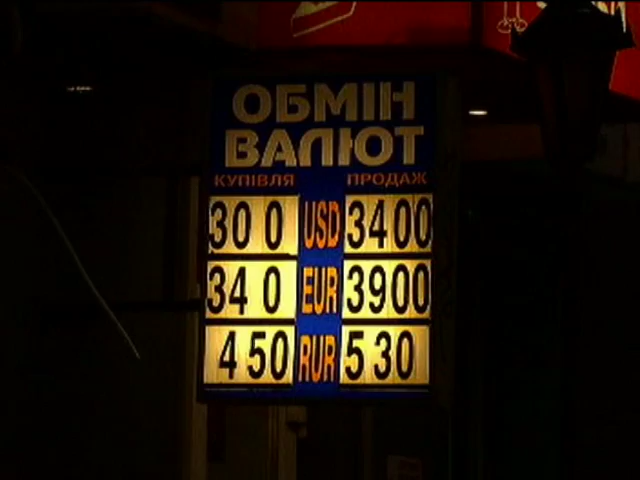 ОБМІН
ВАЛЮТ
КУПІВЛЯ ПРОДАЖ
30 0 USD 3400
34 0 EUR 3900
4 50 RUR 5 30